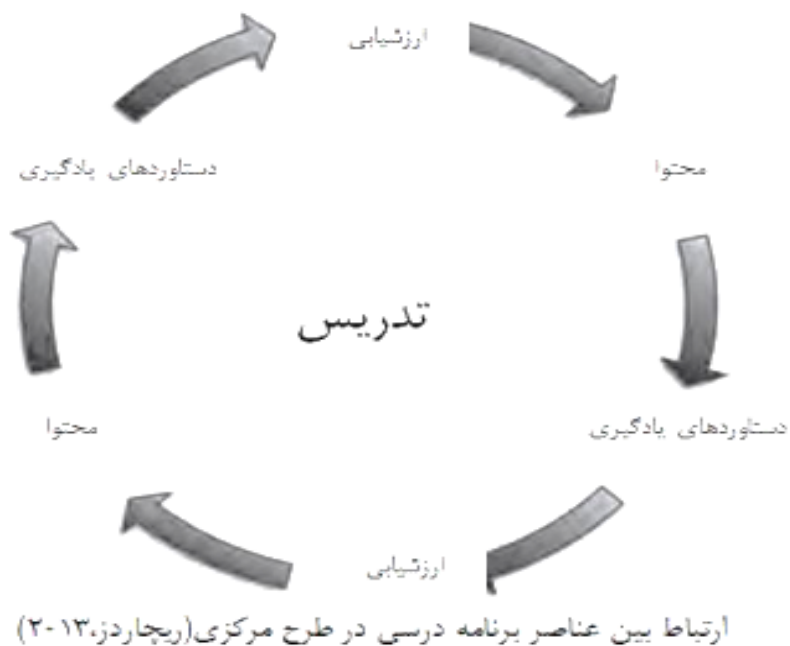 ارزشیابی
محتوا
دستاوردهای یادگیری
تدریس
دستاوردهای یادگیری
محتوا
ارزشیابی
ارتباط بین عناصر برنامه درسی در طرح مرکزی(ریچاردز،۲۰۱۳)